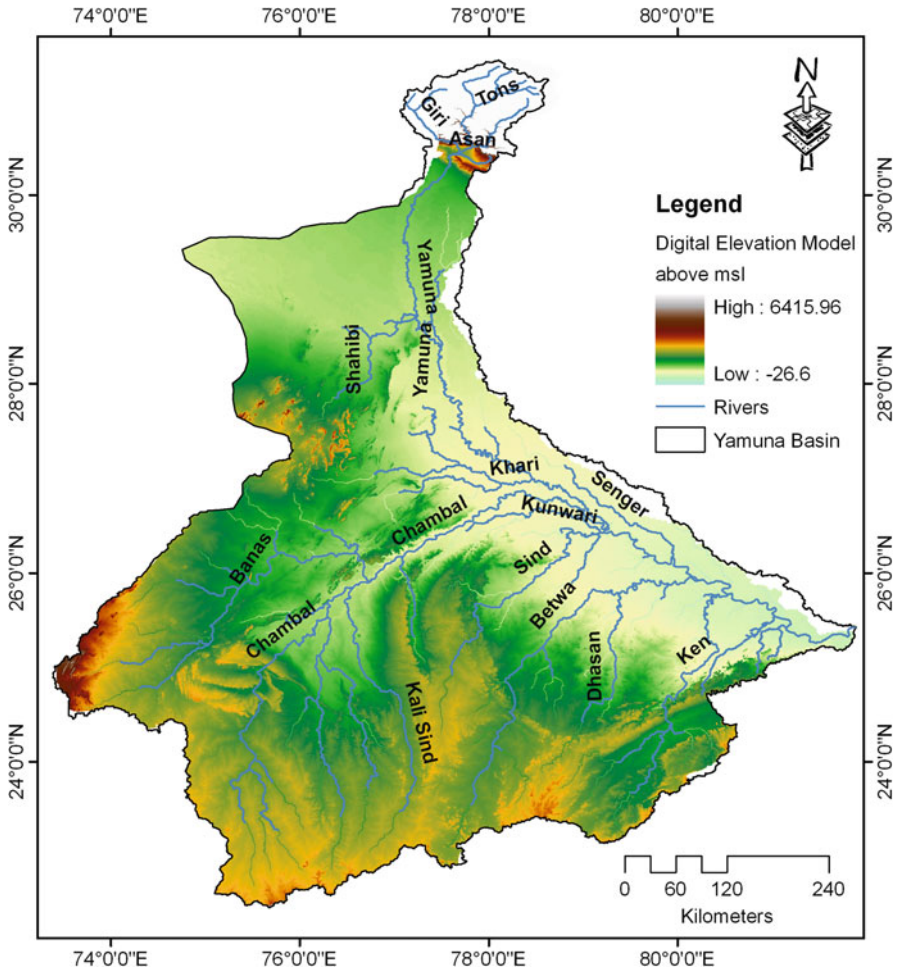 74°0'0"E 76°0'0"E 78°0'0"E 80°0'0"E
N
Tons
Giri
Asan
30°0'0"N 30°0'0"N
Legend
Digital Elevation Model
above msl
High : 6415.96
Low : -26.6
Rivers
Yamuna Basin
Yamuna
Yamuna
Shahibi
28°0'0"N 28°0'0"N
Khari
Senger
Chambal
Kunwari
Banas
Sind
26°0'0"N 26°0'0"N
Betwa
Chambal
Dhasan
Ken
Kali Sind
24°0'0"N 24°0'0"N
0 60 120 240
Kilometers
74°0'0"E 76°0'0"E 78°0'0"E 80°0'0"E